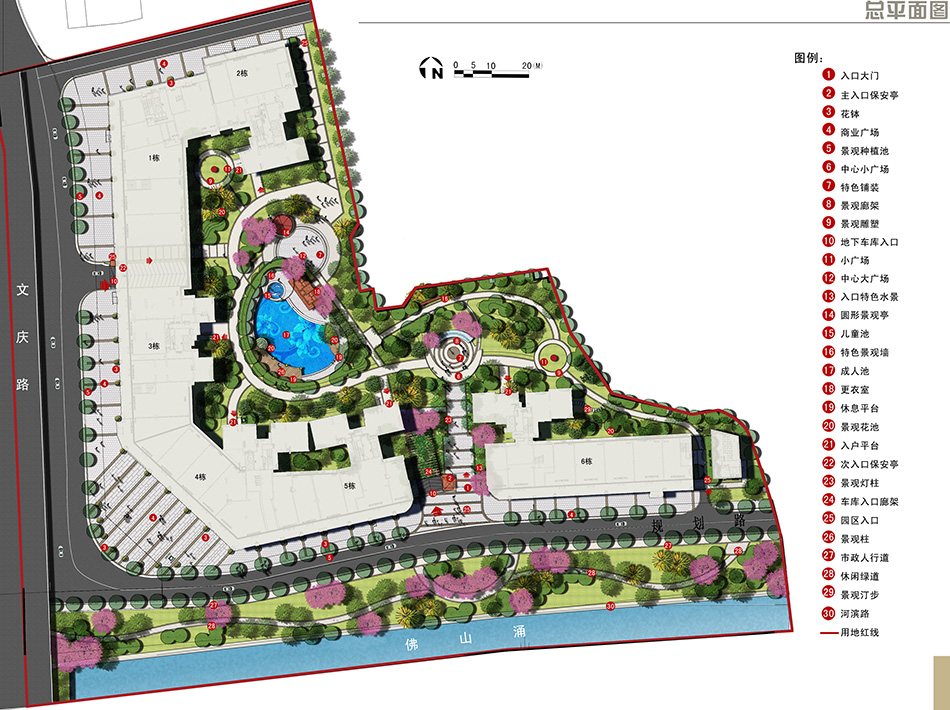 总平面图
N
0 5 10 20(M)
图例:
1 入口大门
2 主入口保安亭
3 花钵
4 商业广场
5 景观种植池
6 中心小广场
7 特色铺装
8 景观廊架
9 景观雕塑
10 地下车库入口
11 小广场
12 中心大广场
13 入口特色水景
14 圆形景观亭
15 儿童池
16 特色景观墙
17 成人池
18 更衣室
19 休息平台
20 景观花池
21 入户平台
22 次入口保安亭
23 景观灯柱
24 车库入口廊架
25 园区入口
26 景观柱
27 市政人行道
28 休闲绿道
29 景观汀步
30 河滨路
用地红线
2栋
1栋
3栋
4栋
5栋
6栋
文庆路
规划路
佛山涌